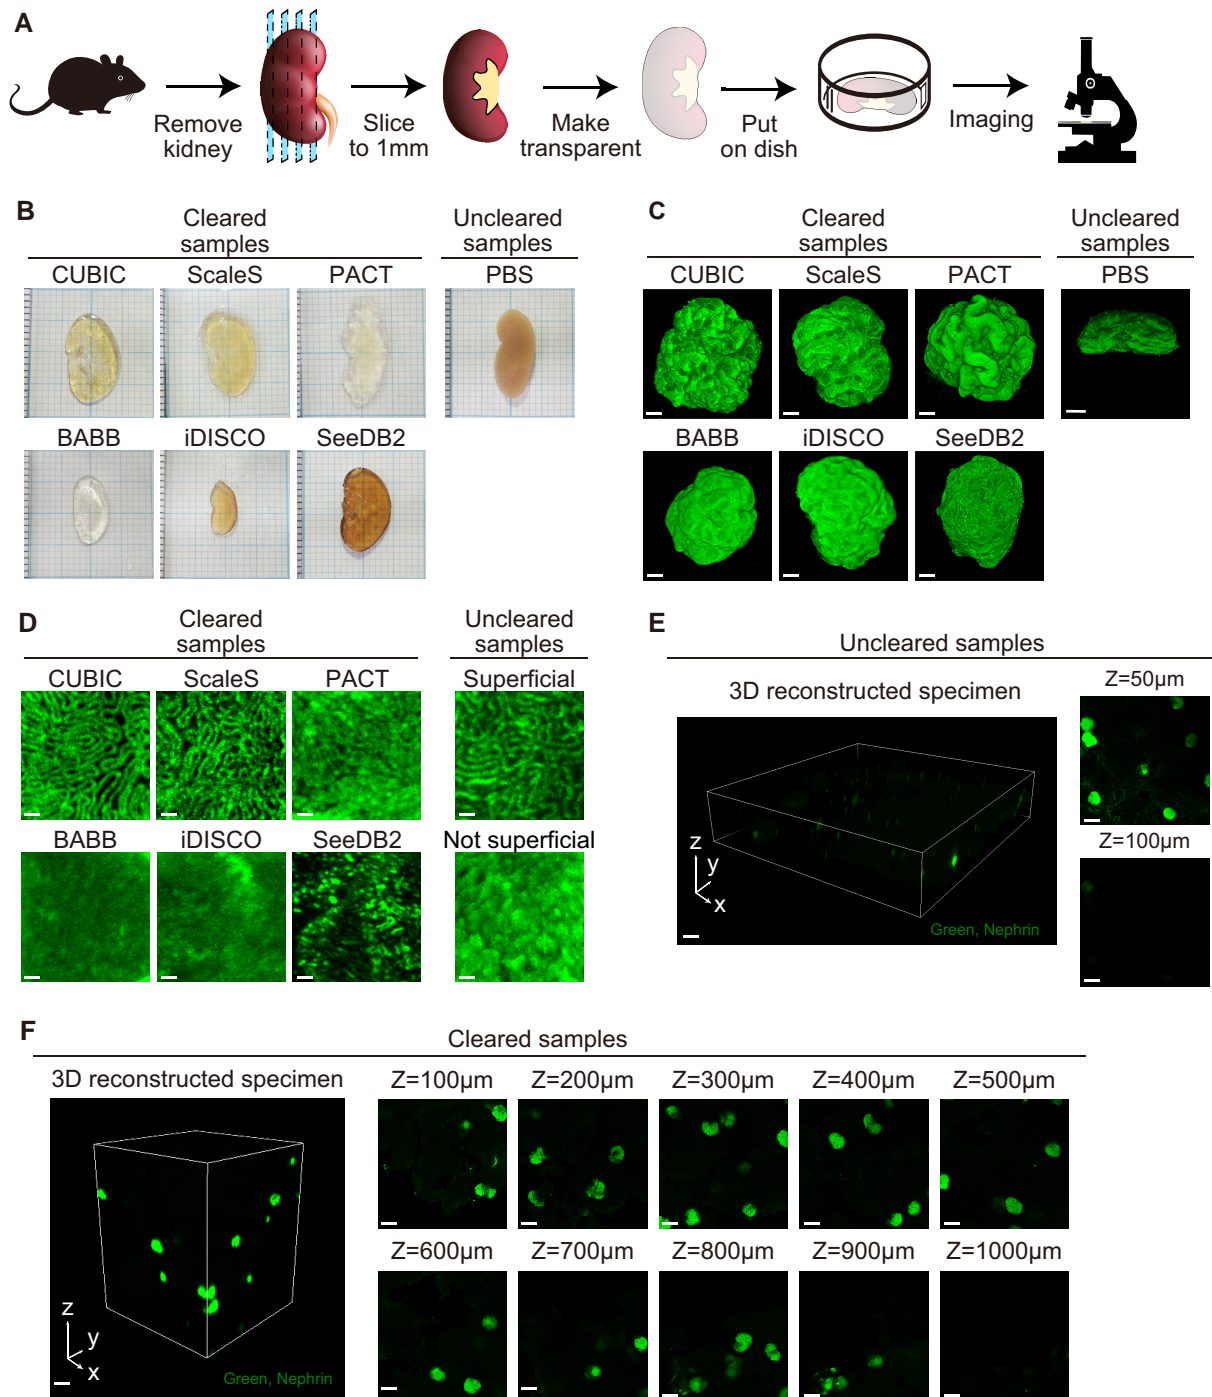 A
Remove
kidney
Slice
to 1mm
Make
transparent
Put
on dish
Imaging
B
Cleared
samples
Uncleared
samples
CUBIC
ScaleS
PACT
PBS
BABB
iDISCO
SeeDB2
C
Cleared
samples
Uncleared
samples
CUBIC
ScaleS
PACT
PBS
BABB
iDISCO
SeeDB2
D
Cleared
samples
Uncleared
samples
CUBIC
ScaleS
PACT
Superficial
BABB
iDISCO
SeeDB2
Not superficial
E
Uncleared samples
3D reconstructed specimen
Z=50µm
z
y
x
Green, Nephrin
Z=100µm
F
Cleared samples
3D reconstructed specimen
Z=100µm
Z=200µm
Z=300µm
Z=400µm
Z=500µm
Z=600µm
Z=700µm
Z=800µm
Z=900µm
Z=1000µm
z
y
x
Green, Nephrin